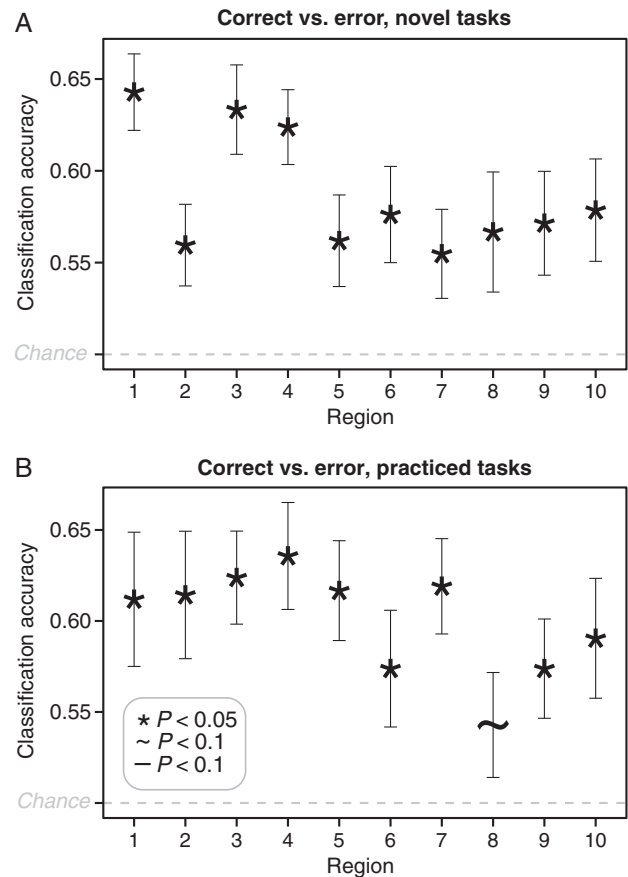 A
Correct vs. error, novel tasks
Classification accuracy
0.65
0.60
0.55
Chance
1 2 3 4 5 6 7 8 9 10
Region
B
Correct vs. error, practiced tasks
Classification accuracy
0.65
0.60
0.55
Chance
* P < 0.05
~ P < 0.1
– P < 0.1
1 2 3 4 5 6 7 8 9 10
Region